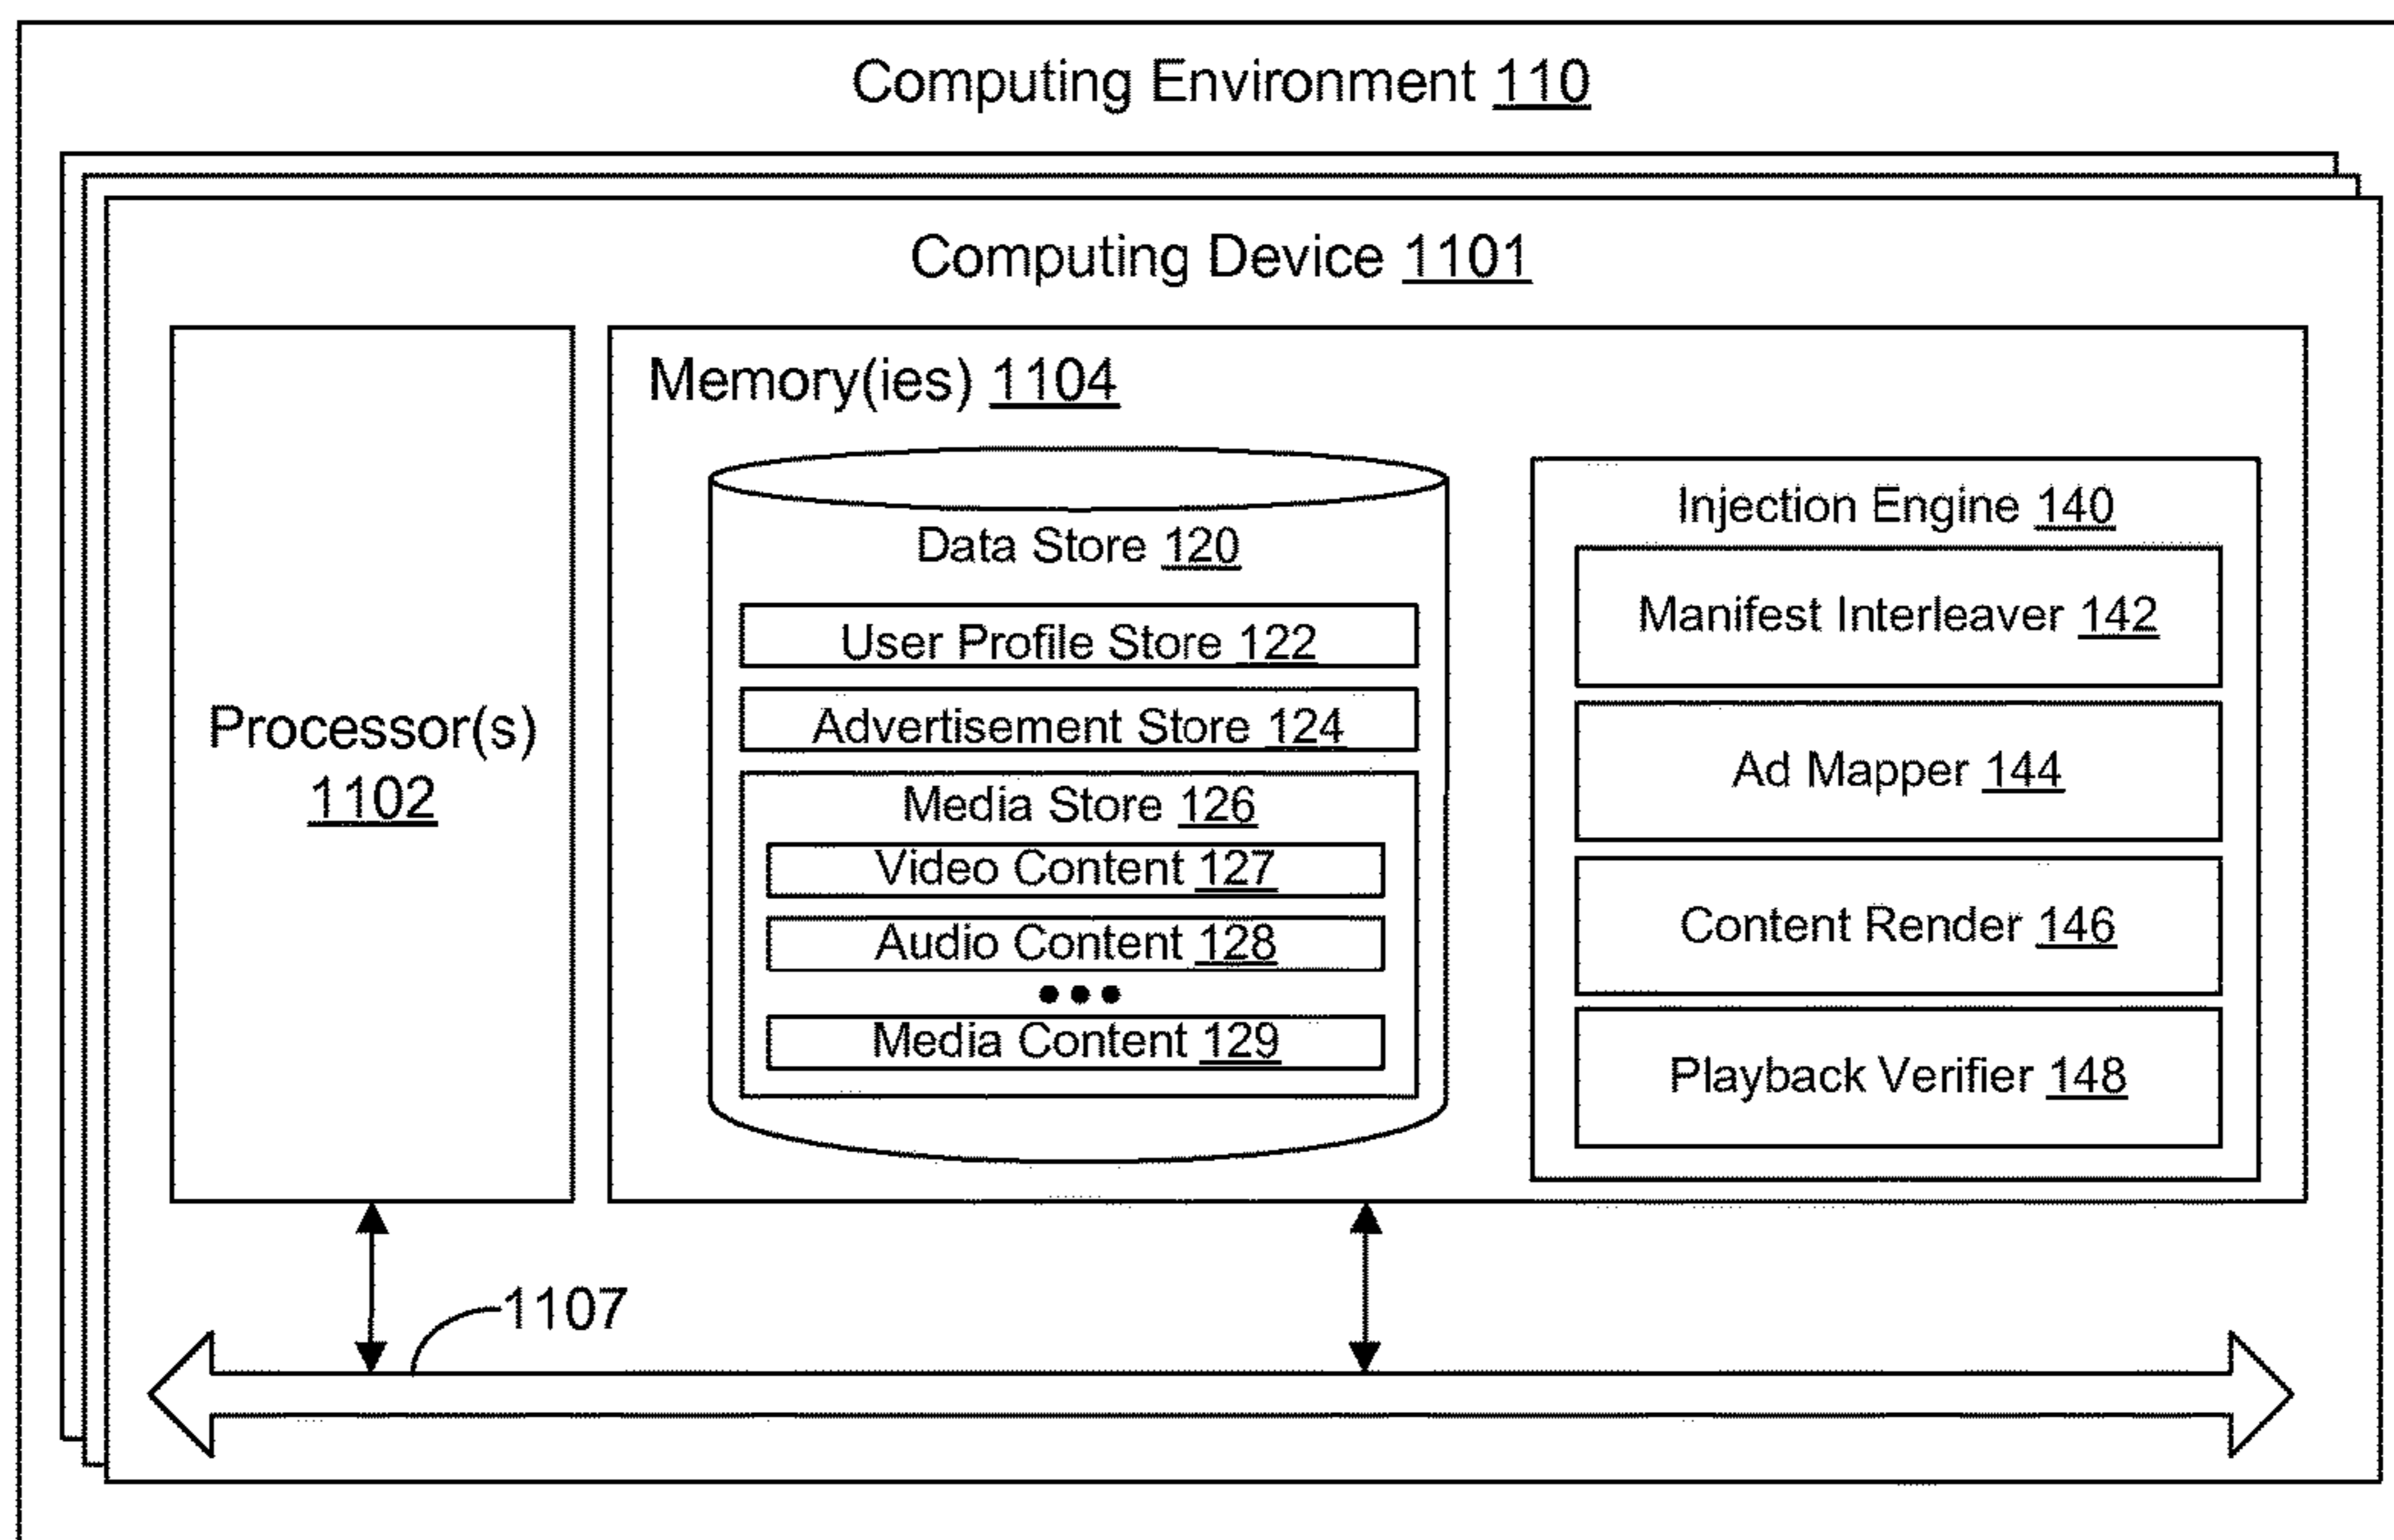 Computing Environment 110
Computing Device 1101
Processor(s)
1102
Memory(ies) 1104
Data Store 120
User Profile Store 122
Advertisement Store 124
Media Store 126
Video Content 127
Audio Content 128
•••
Media Content 129
Injection Engine 140
Manifest Interleaver 142
Ad Mapper 144
Content Render 146
Playback Verifier 148
1107